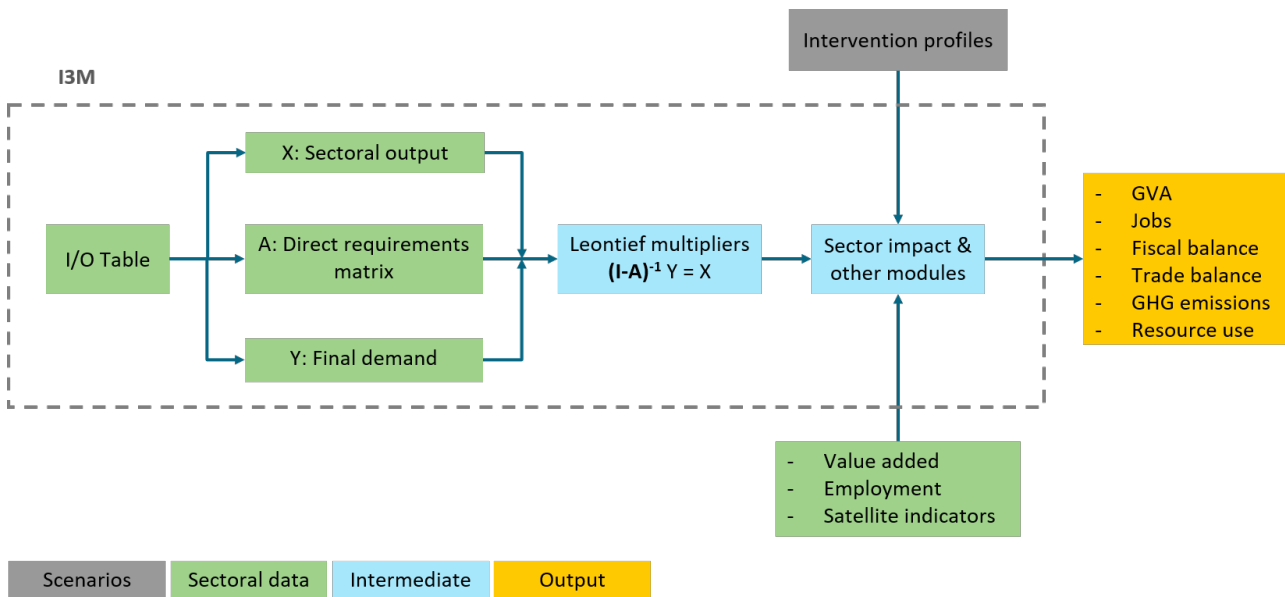 Intervention profiles
I3M
X: Sectoral output
I/O Table
A: Direct requirements
matrix
Y: Final demand
Leontief multipliers
(I-A)⁻¹ Y = X
Sector impact &
other modules
- GVA
- Jobs
- Fiscal balance
- Trade balance
- GHG emissions
- Resource use
- Value added
- Employment
- Satellite indicators
Scenarios
Sectoral data
Intermediate
Output